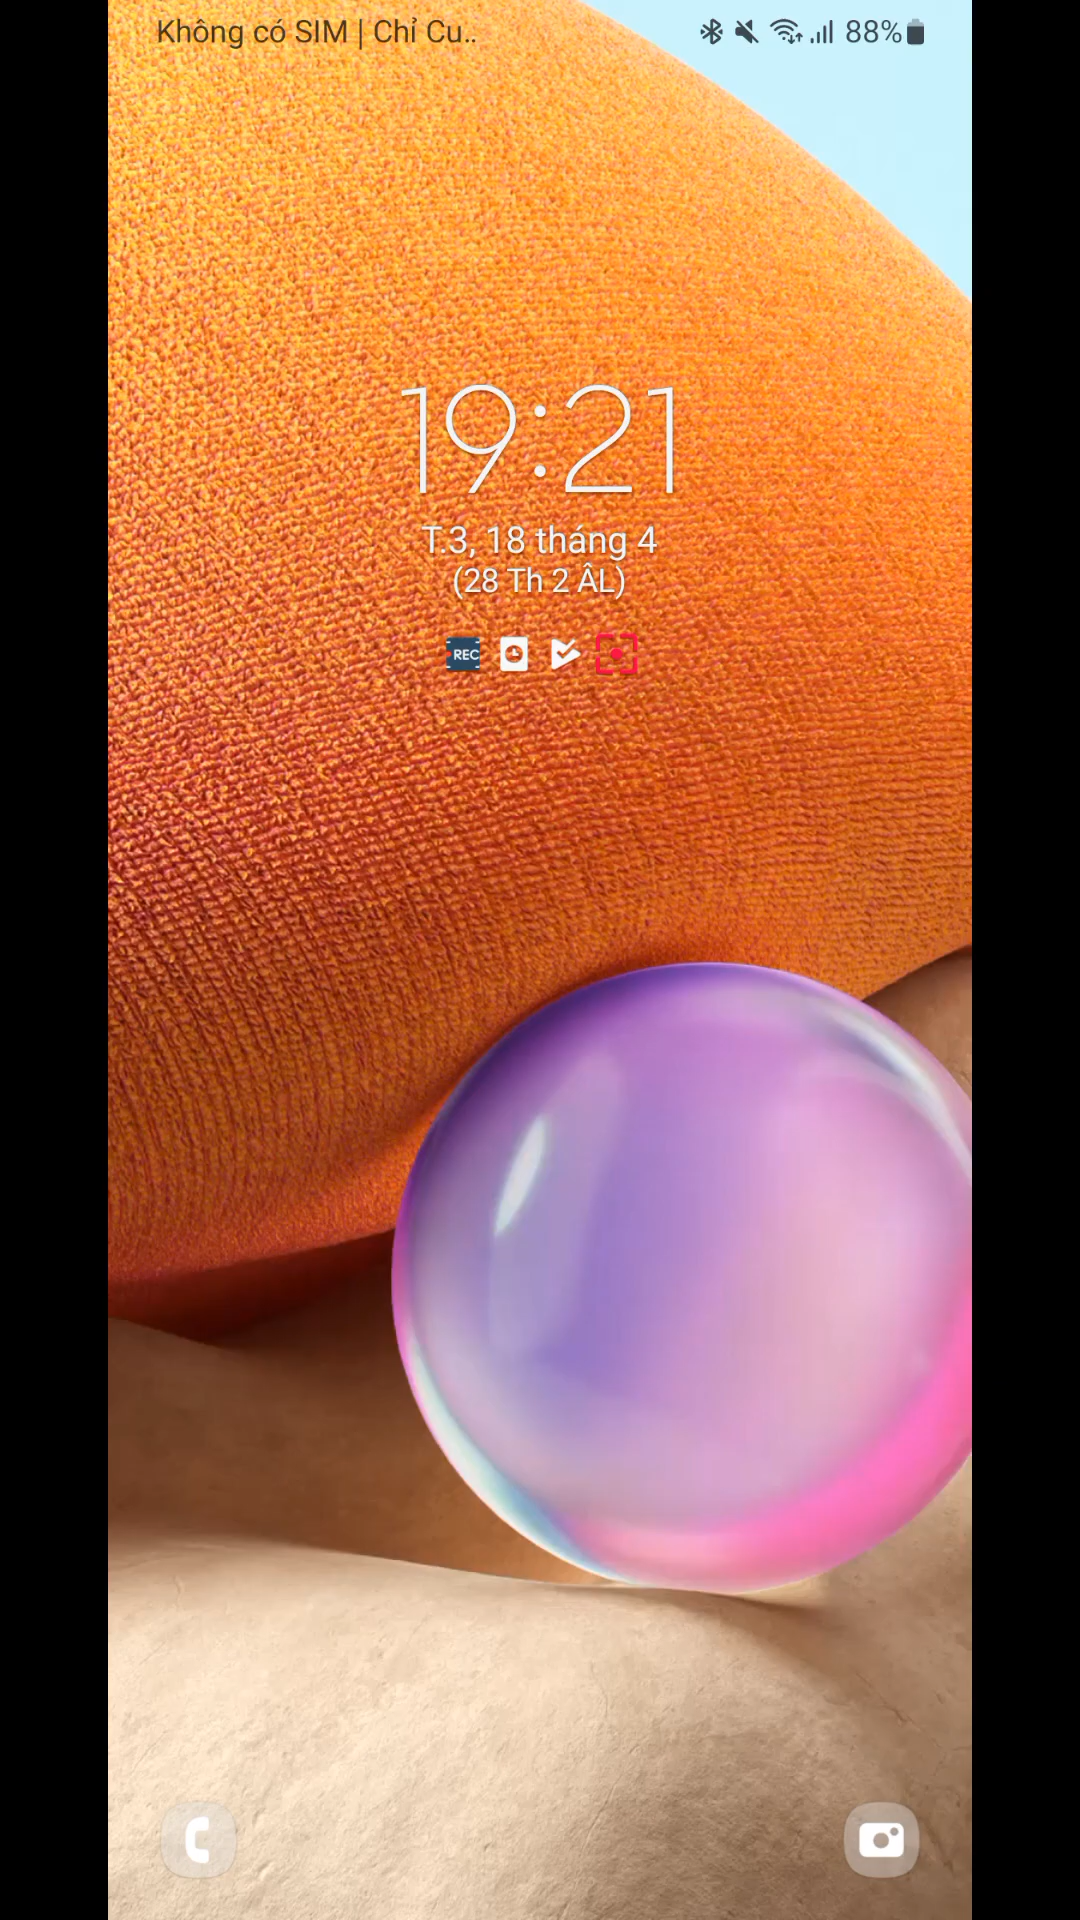 Không có SIM | Chỉ Cu..
88%
19:21
T.3, 18 tháng 4
(28 Th 2 ÂL)
REC